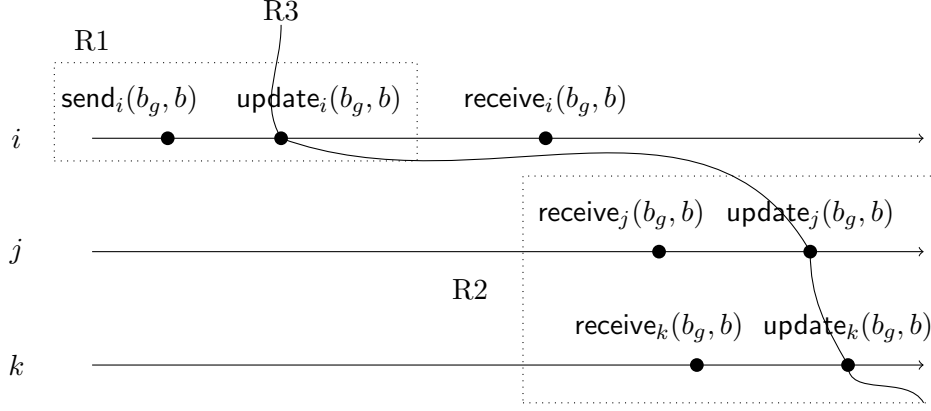 R3
R1
send_i(b_g, b) update_i(b_g, b) receive_i(b_g, b)
i
receive_j(b_g, b) update_j(b_g, b)
j
R2
receive_k(b_g, b) update_k(b_g, b)
k